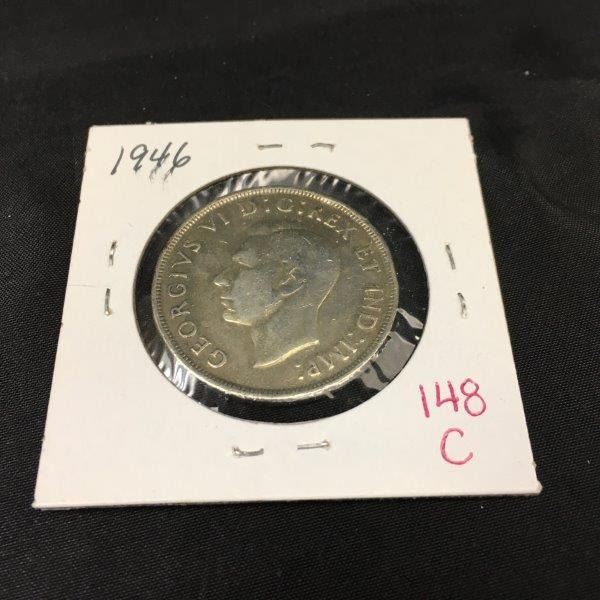 1946
GEORGIVS VI D:G:REX ET IND:IMP:
148
C